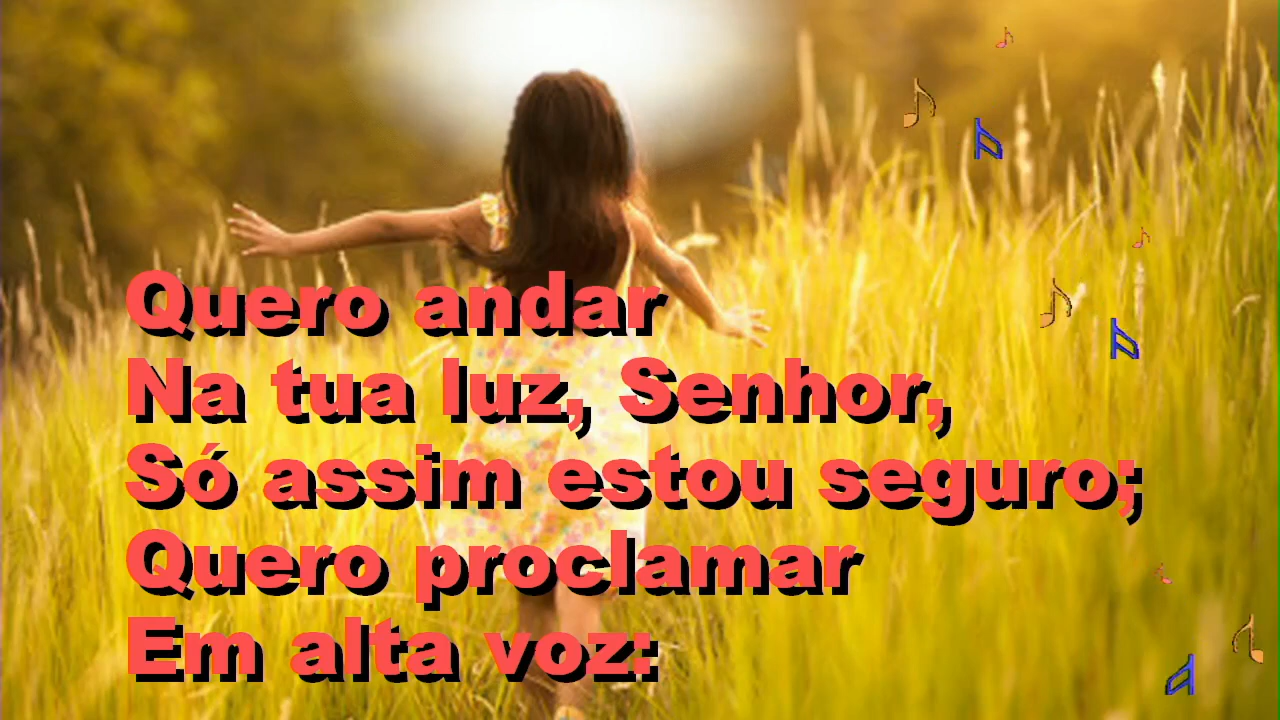 Quero andar
Na tua luz, Senhor,
Só assim estou seguro;
Quero proclamar
Em alta voz: